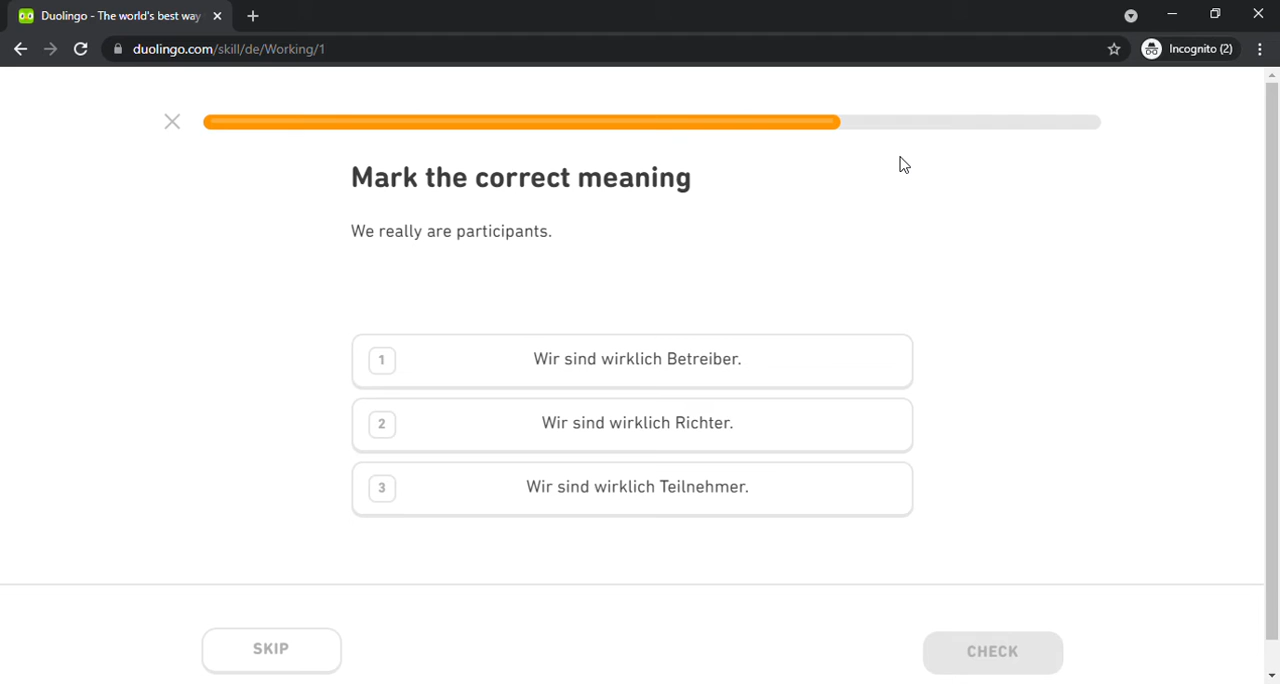 Duolingo - The world's best way
duolingo.com/skill/de/Working/1
Incognito (2)
Mark the correct meaning
We really are participants.
1 Wir sind wirklich Betreiber.
2 Wir sind wirklich Richter.
3 Wir sind wirklich Teilnehmer.
SKIP
CHECK